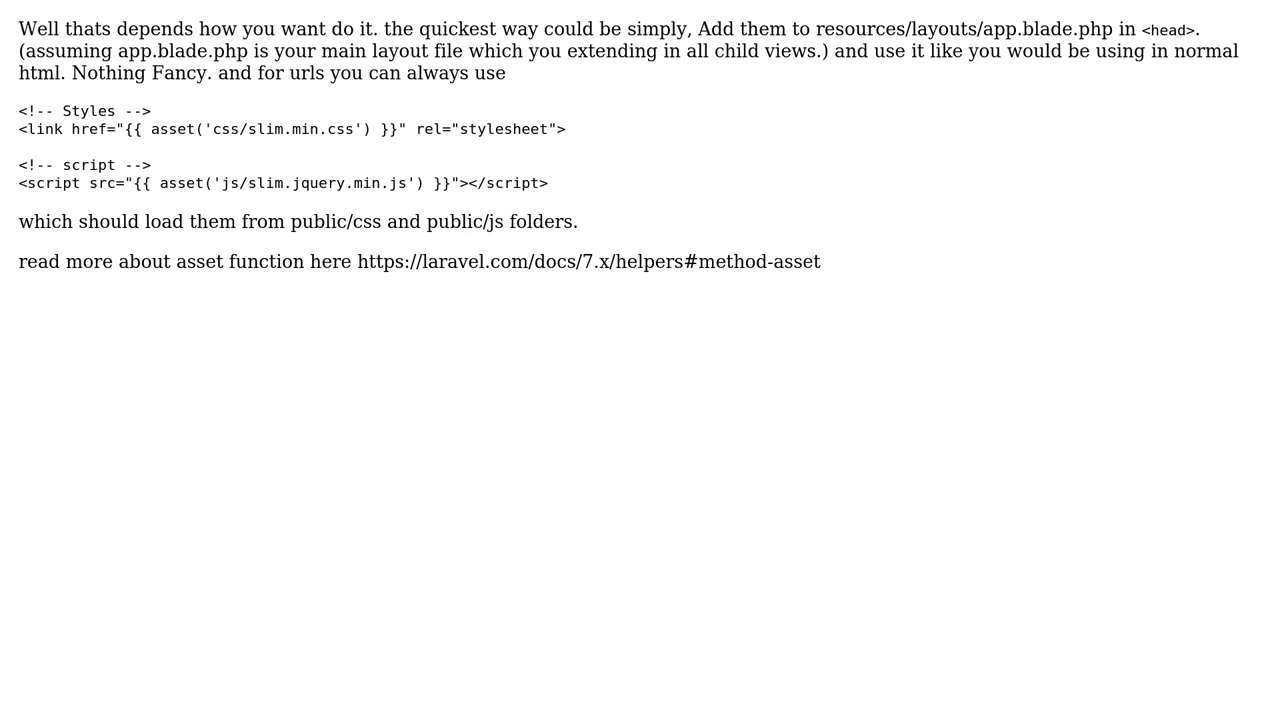 Well thats depends how you want do it. the quickest way could be simply, Add them to resources/layouts/app.blade.php in <head>.
(assuming app.blade.php is your main layout file which you extending in all child views.) and use it like you would be using in normal
html. Nothing Fancy. and for urls you can always use
<!-- Styles -->
<link href="{{ asset('css/slim.min.css') }}" rel="stylesheet">
<!-- script -->
<script src="{{ asset('js/slim.jquery.min.js') }}"></script>
which should load them from public/css and public/js folders.
read more about asset function here https://laravel.com/docs/7.x/helpers#method-asset